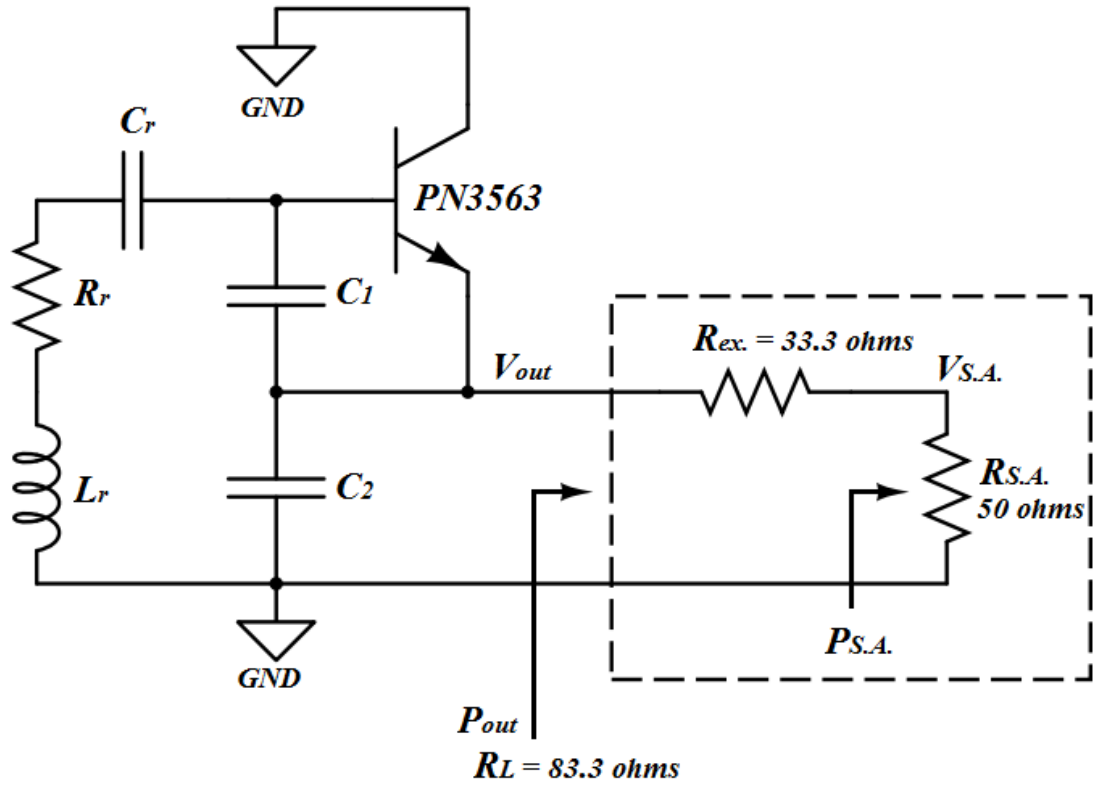 GND
Cr
PN3563
Rr
C1
Rex. = 33.3 ohms
Vout
VS.A.
Lr
C2
RS.A.
50 ohms
GND
PS.A.
Pout
RL = 83.3 ohms